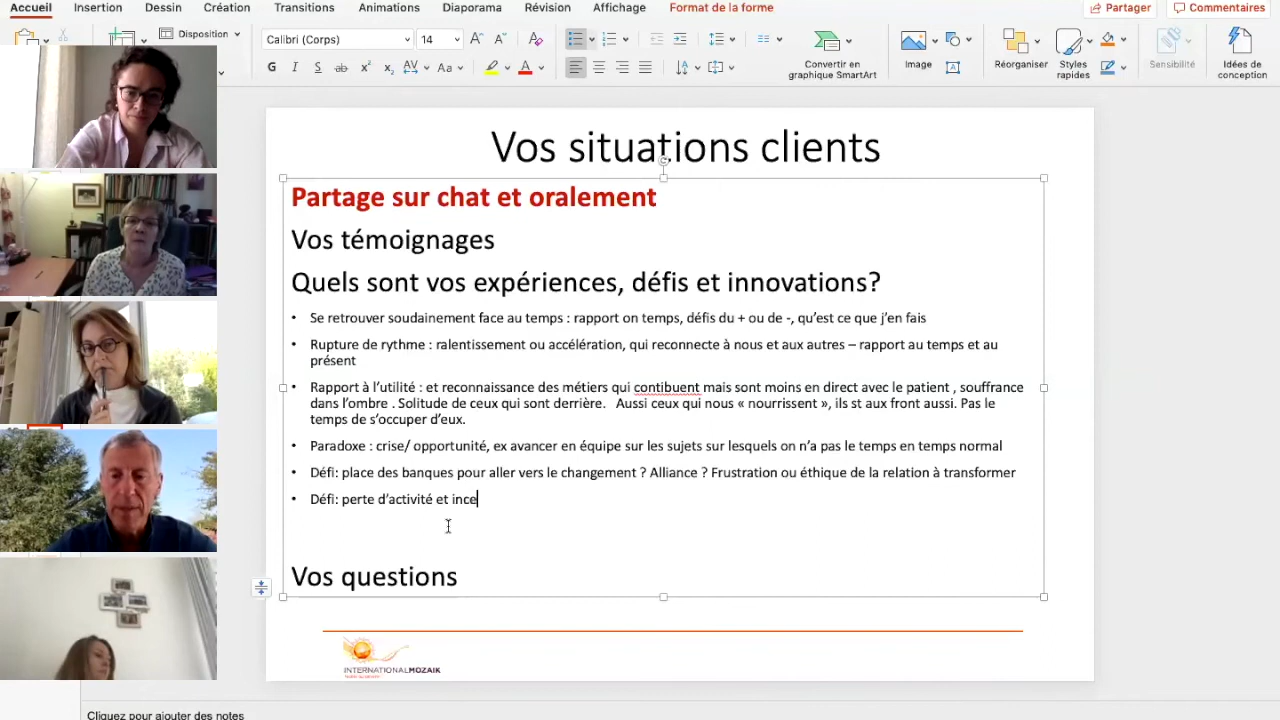 Accueil Insertion Dessin Création Transitions Animations Diaporama Révision Affichage Format de la forme Partager Commentaires
Disposition
Calibri (Corps) 14
G I S ab x² x₂ AV Aa A
Convertir en
graphique SmartArt
Image
Réorganiser
Styles
rapides
Sensibilité
Idées de
conception
Vos situations clients
Partage sur chat et oralement
Vos témoignages
Quels sont vos expériences, défis et innovations?
• Se retrouver soudainement face au temps : rapport on temps, défis du + ou de -, qu’est ce que j’en fais
• Rupture de rythme : ralentissement ou accélération, qui reconnecte à nous et aux autres – rapport au temps et au
présent
• Rapport à l’utilité : et reconnaissance des métiers qui contibuent mais sont moins en direct avec le patient , souffrance
dans l’ombre . Solitude de ceux qui sont derrière. Aussi ceux qui nous « nourrissent », ils st aux front aussi. Pas le
temps de s’occuper d’eux.
• Paradoxe : crise/ opportunité, ex avancer en équipe sur les sujets sur lesquels on n’a pas le temps en temps normal
• Défi: place des banques pour aller vers le changement ? Alliance ? Frustration ou éthique de la relation à transformer
• Défi: perte d’activité et ince
Vos questions
INTERNATIONALMOZAIK
Cliquez pour ajouter des notes